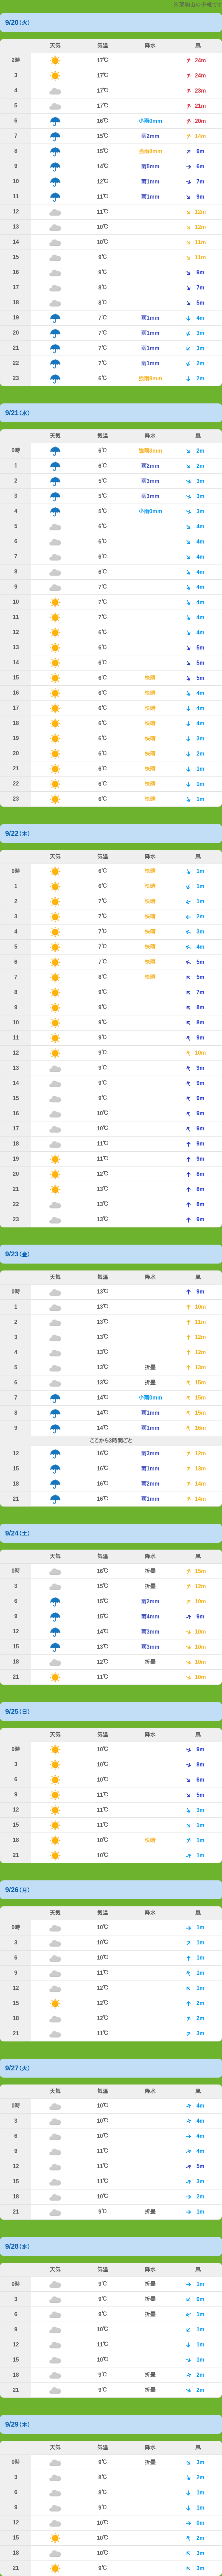 大雪山の予報です
9/20(火)
天気 気温 降水 風
2時 17℃ 24m
3 17℃ 24m
4 17℃ 23m
5 17℃ 21m
6 16℃ 小雨0mm 20m
7 15℃ 雨2mm 14m
8 15℃ 強雨8mm 9m
9 14℃ 雨5mm 6m
10 12℃ 雨1mm 7m
11 11℃ 雨1mm 9m
12 11℃ 12m
13 10℃ 12m
14 10℃ 11m
15 9℃ 11m
16 9℃ 9m
17 8℃ 7m
18 8℃ 5m
19 7℃ 雨1mm 4m
20 7℃ 雨1mm 3m
21 7℃ 雨1mm 3m
22 7℃ 雨1mm 2m
23 6℃ 強雨9mm 2m
9/21(水)
天気 気温 降水 風
0時 6℃ 強雨8mm 2m
1 6℃ 雨2mm 2m
2 5℃ 雨3mm 3m
3 5℃ 雨3mm 3m
4 5℃ 小雨0mm 3m
5 6℃ 4m
6 6℃ 4m
7 6℃ 4m
8 6℃ 4m
9 7℃ 4m
10 7℃ 4m
11 7℃ 4m
12 6℃ 4m
13 6℃ 5m
14 6℃ 5m
15 6℃ 快晴 5m
16 6℃ 快晴 4m
17 6℃ 快晴 4m
18 6℃ 快晴 4m
19 6℃ 快晴 3m
20 6℃ 快晴 2m
21 6℃ 快晴 1m
22 6℃ 快晴 1m
23 6℃ 快晴 1m
9/22(木)
天気 気温 降水 風
0時 6℃ 快晴 1m
1 6℃ 快晴 1m
2 7℃ 快晴 1m
3 7℃ 快晴 2m
4 7℃ 快晴 3m
5 7℃ 快晴 4m
6 7℃ 快晴 5m
7 8℃ 快晴 5m
8 9℃ 7m
9 9℃ 8m
10 9℃ 8m
11 9℃ 9m
12 9℃ 10m
13 9℃ 9m
14 9℃ 9m
15 9℃ 9m
16 10℃ 9m
17 10℃ 9m
18 11℃ 9m
19 11℃ 9m
20 12℃ 8m
21 13℃ 8m
22 13℃ 8m
23 13℃ 9m
9/23(金)
天気 気温 降水 風
0時 13℃ 9m
1 13℃ 10m
2 13℃ 11m
3 13℃ 12m
4 13℃ 12m
5 13℃ 折曇 13m
6 13℃ 折曇 15m
7 14℃ 小雨0mm 15m
8 14℃ 雨1mm 15m
9 14℃ 雨1mm 16m
ここから3時間ごと
12 16℃ 雨3mm 12m
15 16℃ 雨1mm 13m
18 16℃ 雨2mm 14m
21 16℃ 雨1mm 14m
9/24(土)
天気 気温 降水 風
0時 16℃ 折曇 15m
3 15℃ 折曇 12m
6 15℃ 雨2mm 10m
9 15℃ 雨4mm 9m
12 14℃ 雨3mm 10m
15 13℃ 雨3mm 10m
18 12℃ 折曇 10m
21 11℃ 10m
9/25(日)
天気 気温 降水 風
0時 10℃ 9m
3 10℃ 8m
6 10℃ 6m
9 11℃ 5m
12 11℃ 3m
15 11℃ 1m
18 10℃ 快晴 1m
21 10℃ 1m
9/26(月)
天気 気温 降水 風
0時 10℃ 1m
3 10℃ 1m
6 10℃ 1m
9 11℃ 1m
12 12℃ 1m
15 12℃ 2m
18 12℃ 2m
21 11℃ 3m
9/27(火)
天気 気温 降水 風
0時 10℃ 4m
3 10℃ 4m
6 10℃ 4m
9 11℃ 4m
12 11℃ 5m
15 11℃ 3m
18 10℃ 2m
21 9℃ 折曇 1m
9/28(水)
天気 気温 降水 風
0時 9℃ 折曇 1m
3 9℃ 折曇 0m
6 9℃ 折曇 1m
9 10℃ 1m
12 11℃ 1m
15 10℃ 1m
18 9℃ 折曇 2m
21 9℃ 折曇 2m
9/29(木)
天気 気温 降水 風
0時 9℃ 折曇 3m
3 8℃ 2m
6 8℃ 1m
9 9℃ 1m
12 10℃ 0m
15 10℃ 2m
18 10℃ 3m
21 9℃ 3m